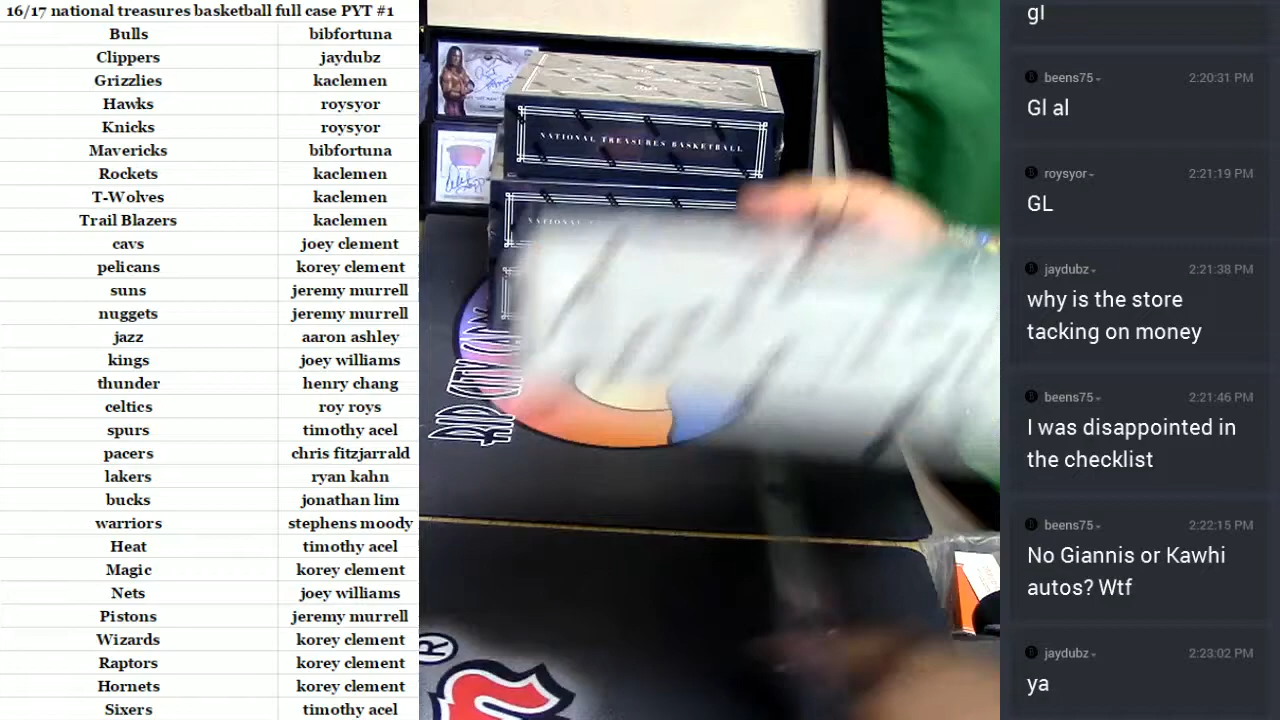 16/17 national treasures basketball full case PYT #1
Bulls bibfortuna
Clippers jaydubz
Grizzlies kaclemen
Hawks roysyor
Knicks roysyor
Mavericks bibfortuna
Rockets kaclemen
T-Wolves kaclemen
Trail Blazers kaclemen
cavs joey clement
pelicans korey clement
suns jeremy murrell
nuggets jeremy murrell
jazz aaron ashley
kings joey williams
thunder henry chang
celtics roy roys
spurs timothy acel
pacers chris fitzjarrald
lakers ryan kahn
bucks jonathan lim
warriors stephens moody
Heat timothy acel
Magic korey clement
Nets joey williams
Pistons jeremy murrell
Wizards korey clement
Raptors korey clement
Hornets korey clement
Sixers timothy acel
NATIONAL TREASURES BASKETBALL
RIP CITY
®
gl
beens75 2:20:31 PM
Gl al
roysyor 2:21:19 PM
GL
jaydubz 2:21:38 PM
why is the store
tacking on money
beens75 2:21:46 PM
I was disappointed in
the checklist
beens75 2:22:15 PM
No Giannis or Kawhi
autos? Wtf
jaydubz 2:23:02 PM
ya